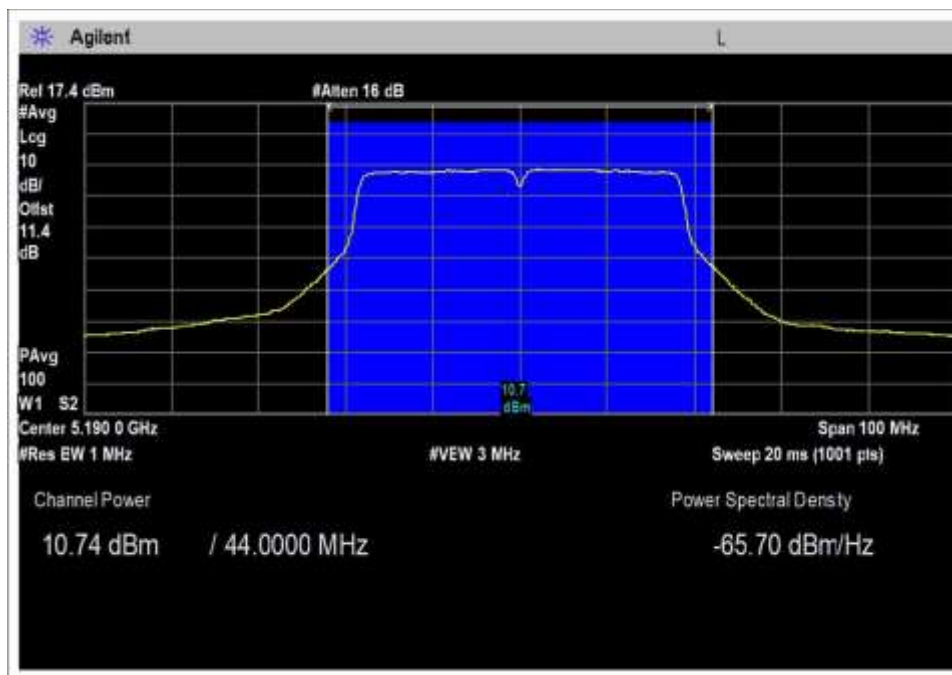 Agilent L
Ref 17.4 dBm #Atten 16 dB
#Avg
Log
10
dB/
Offst
11.4
dB
PAvg
100
W1 S2
10.7
dBm
Center 5.190 0 GHz Span 100 MHz
#Res BW 1 MHz #VBW 3 MHz Sweep 20 ms (1001 pts)
Channel Power Power Spectral Density
10.74 dBm / 44.0000 MHz -65.70 dBm/Hz